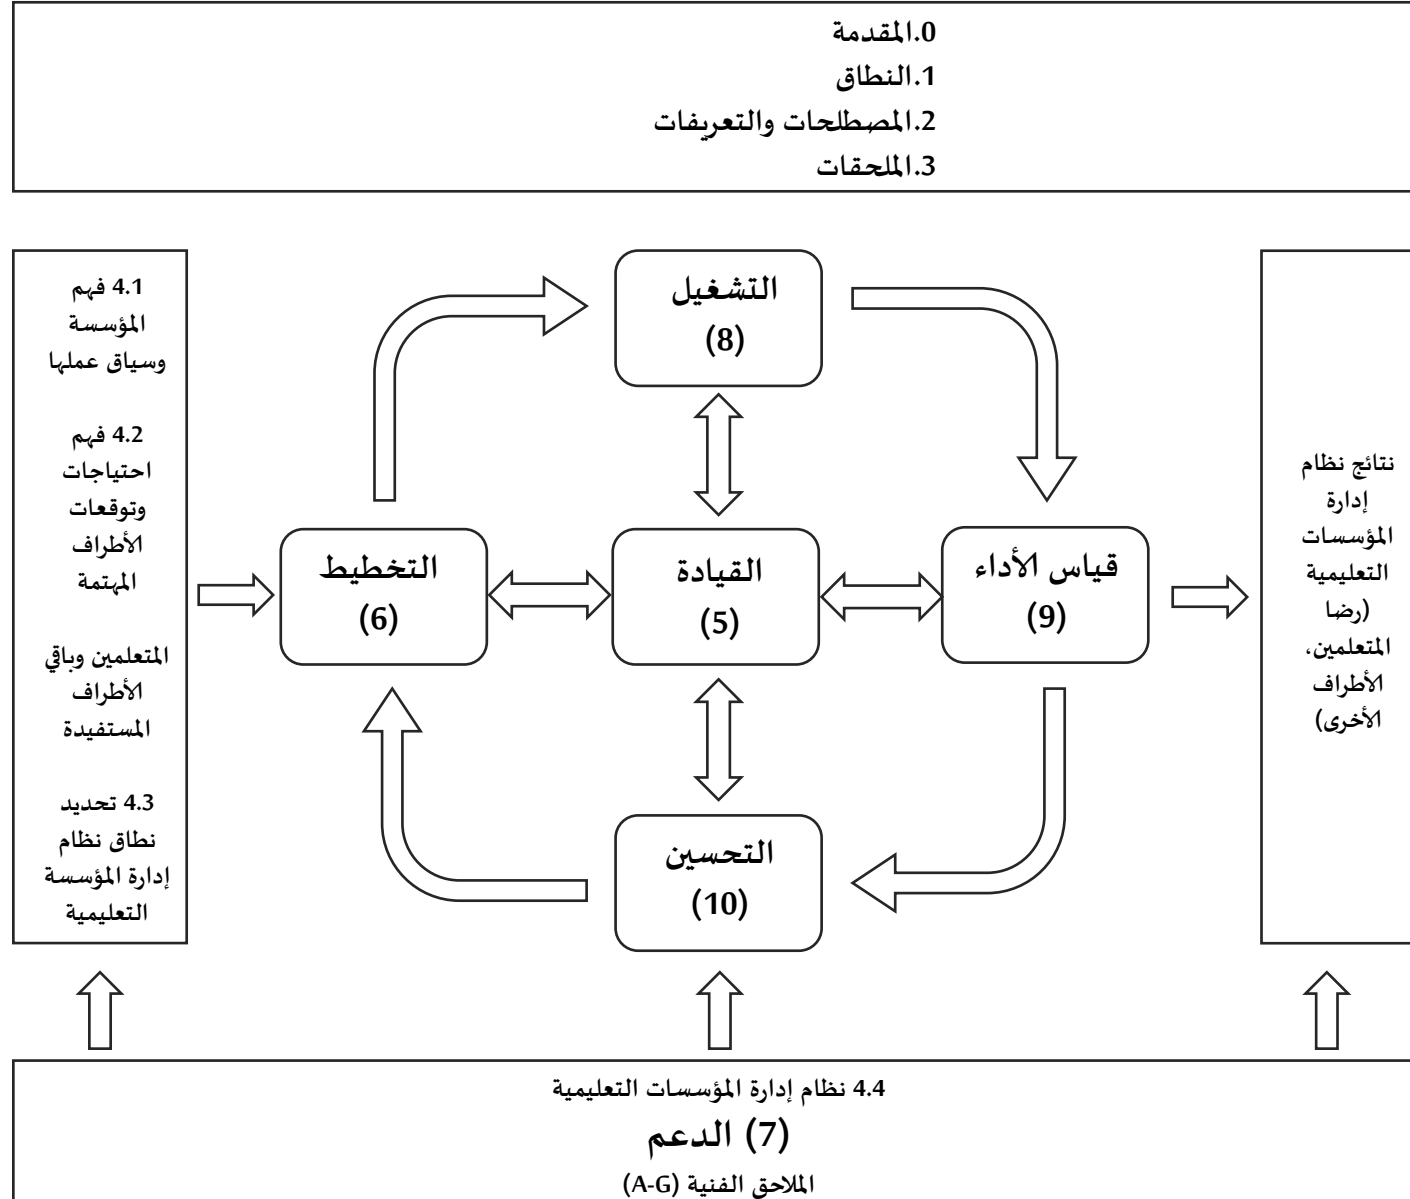 0.المقدمة
1.النطاق
2.المصطلحات والتعريفات
3.الملحقات
4.1 فهم
المؤسسة
وسياق عملها
4.2 فهم
احتياجات
وتوقعات
الأطراف
المهتمة
المتعلمين وباقي
الأطراف
المستفيدة
4.3 تحديد
نطاق نظام
إدارة المؤسسة
التعليمية
التشغيل
(8)
التخطيط
(6)
القيادة
(5)
قياس الأداء
(9)
التحسين
(10)
نتائج نظام
إدارة
المؤسسات
التعليمية
(رضا
المتعلمين،
الأطراف
الأخرى)
4.4 نظام إدارة المؤسسات التعليمية
(7) الدعم
الملاحق الفنية (A-G)